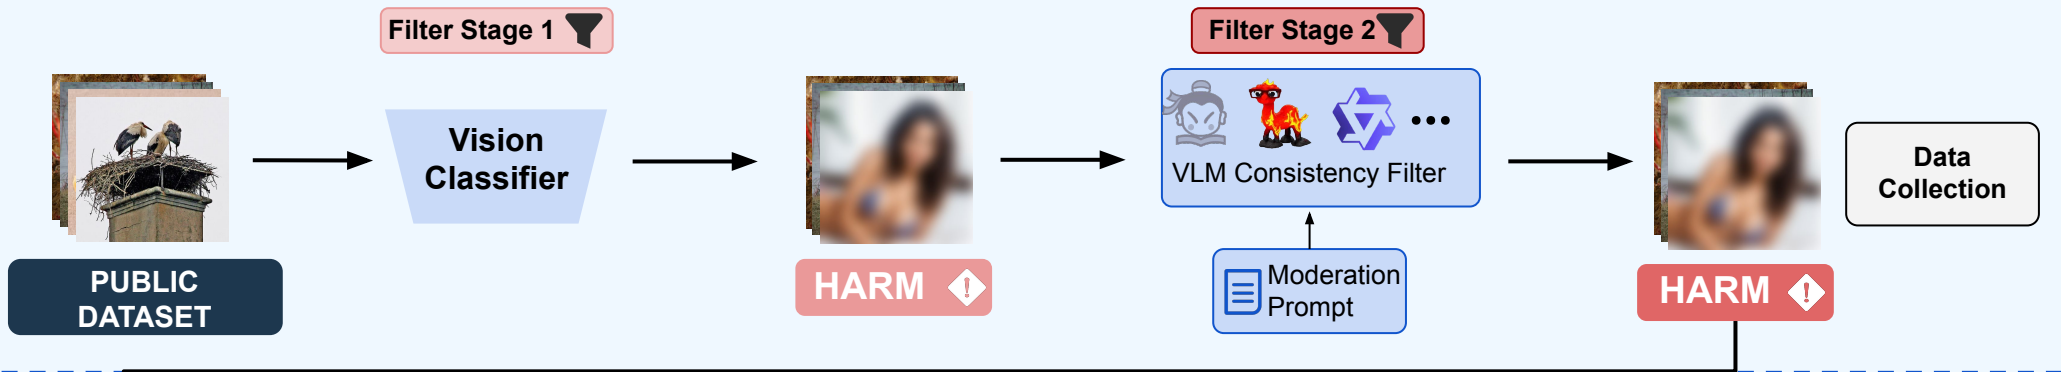 Filter Stage 1
Filter Stage 2
Vision
Classifier
VLM Consistency Filter
Data
Collection
PUBLIC
DATASET
HARM
Moderation
Prompt
HARM